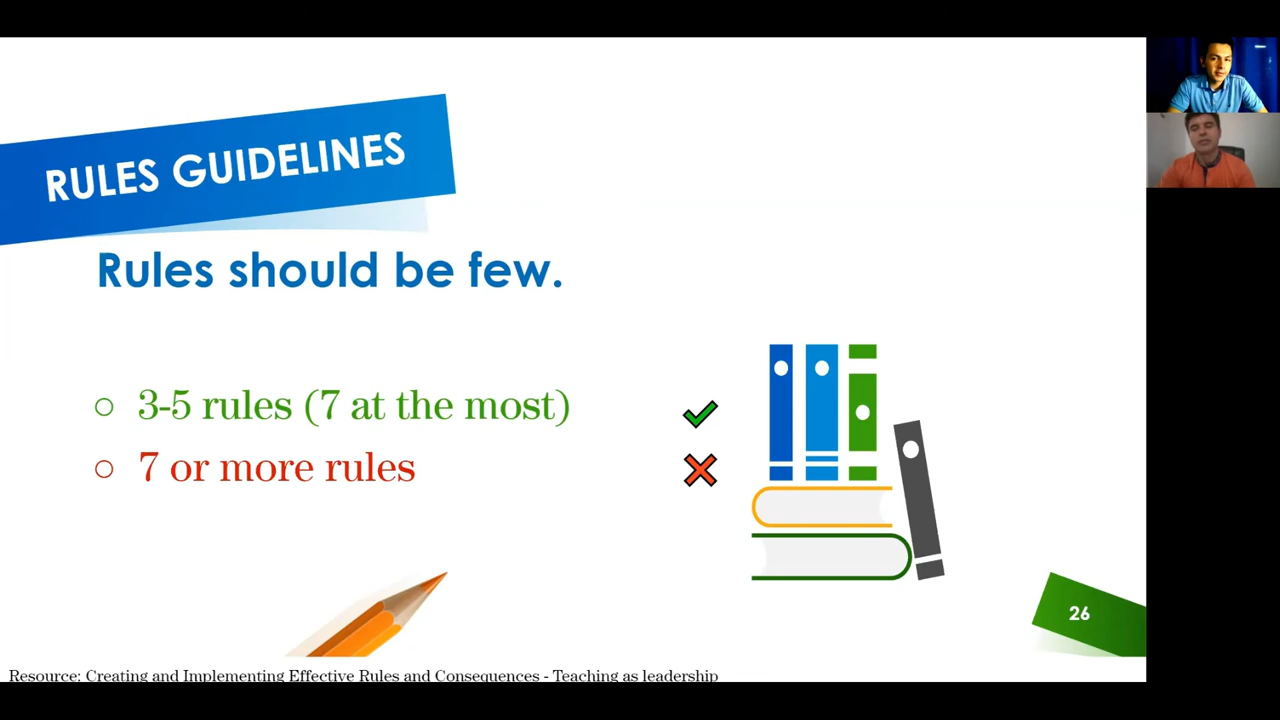 RULES GUIDELINES
Rules should be few.
3-5 rules (7 at the most)
7 or more rules
26
Resource: Creating and Implementing Effective Rules and Consequences - Teaching as leadership